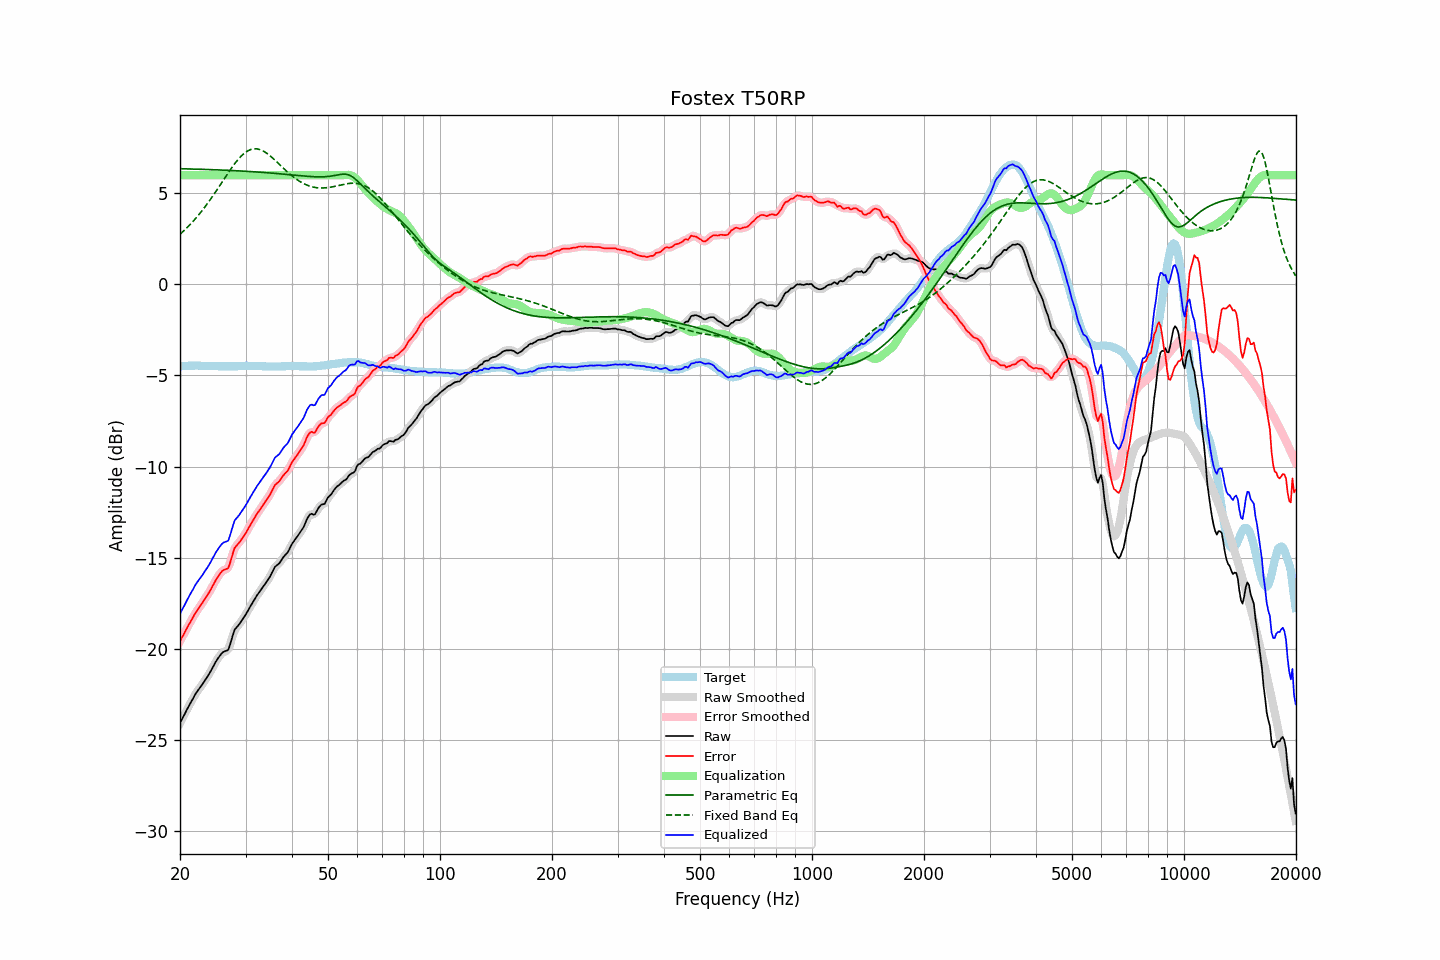 Fostex T50RP
5
0
−5
−10
−15
−20
−25
−30
Amplitude (dBr)
Target
Raw Smoothed
Error Smoothed
Raw
Error
Equalization
Parametric Eq
Fixed Band Eq
Equalized
20 50 100 200 500 1000 2000 5000 10000 20000
Frequency (Hz)